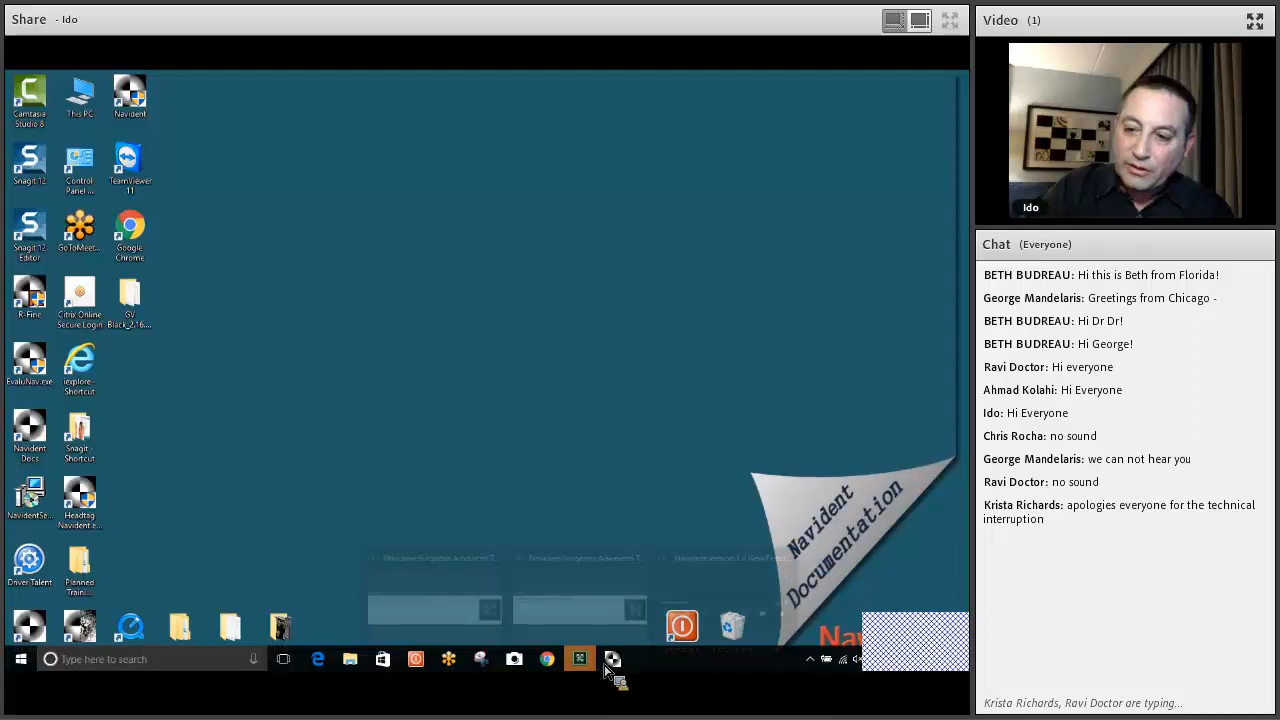 Share - Ido
Video (1)
Ido
Chat (Everyone)
BETH BUDREAU: Hi this is Beth from Florida!
George Mandelaris: Greetings from Chicago -
BETH BUDREAU: Hi Dr Dr!
BETH BUDREAU: Hi George!
Ravi Doctor: Hi everyone
Ahmad Kolahi: Hi Everyone
Ido: Hi Everyone
Chris Rocha: no sound
George Mandelaris: we can not hear you
Ravi Doctor: no sound
Krista Richards: apologies everyone for the technical
interruption
Krista Richards, Ravi Doctor are typing...
Camtasia
Studio 8
This PC
Navident
Snagit 12
Control
Panel ...
TeamViewer
11
Snagit 12
Editor
GoToMeet...
Google
Chrome
R-Fine
Citrix Online
Secure Login
GV
Black_2.16....
EvaluNav.exe
iexplore -
Shortcut
Navident
Docs
Snagit -
Shortcut
NavidentSe...
Headtag
Navident.e...
Driver Talent
Planned
Traini...
Navident
Documentation
Nav
Type here to search